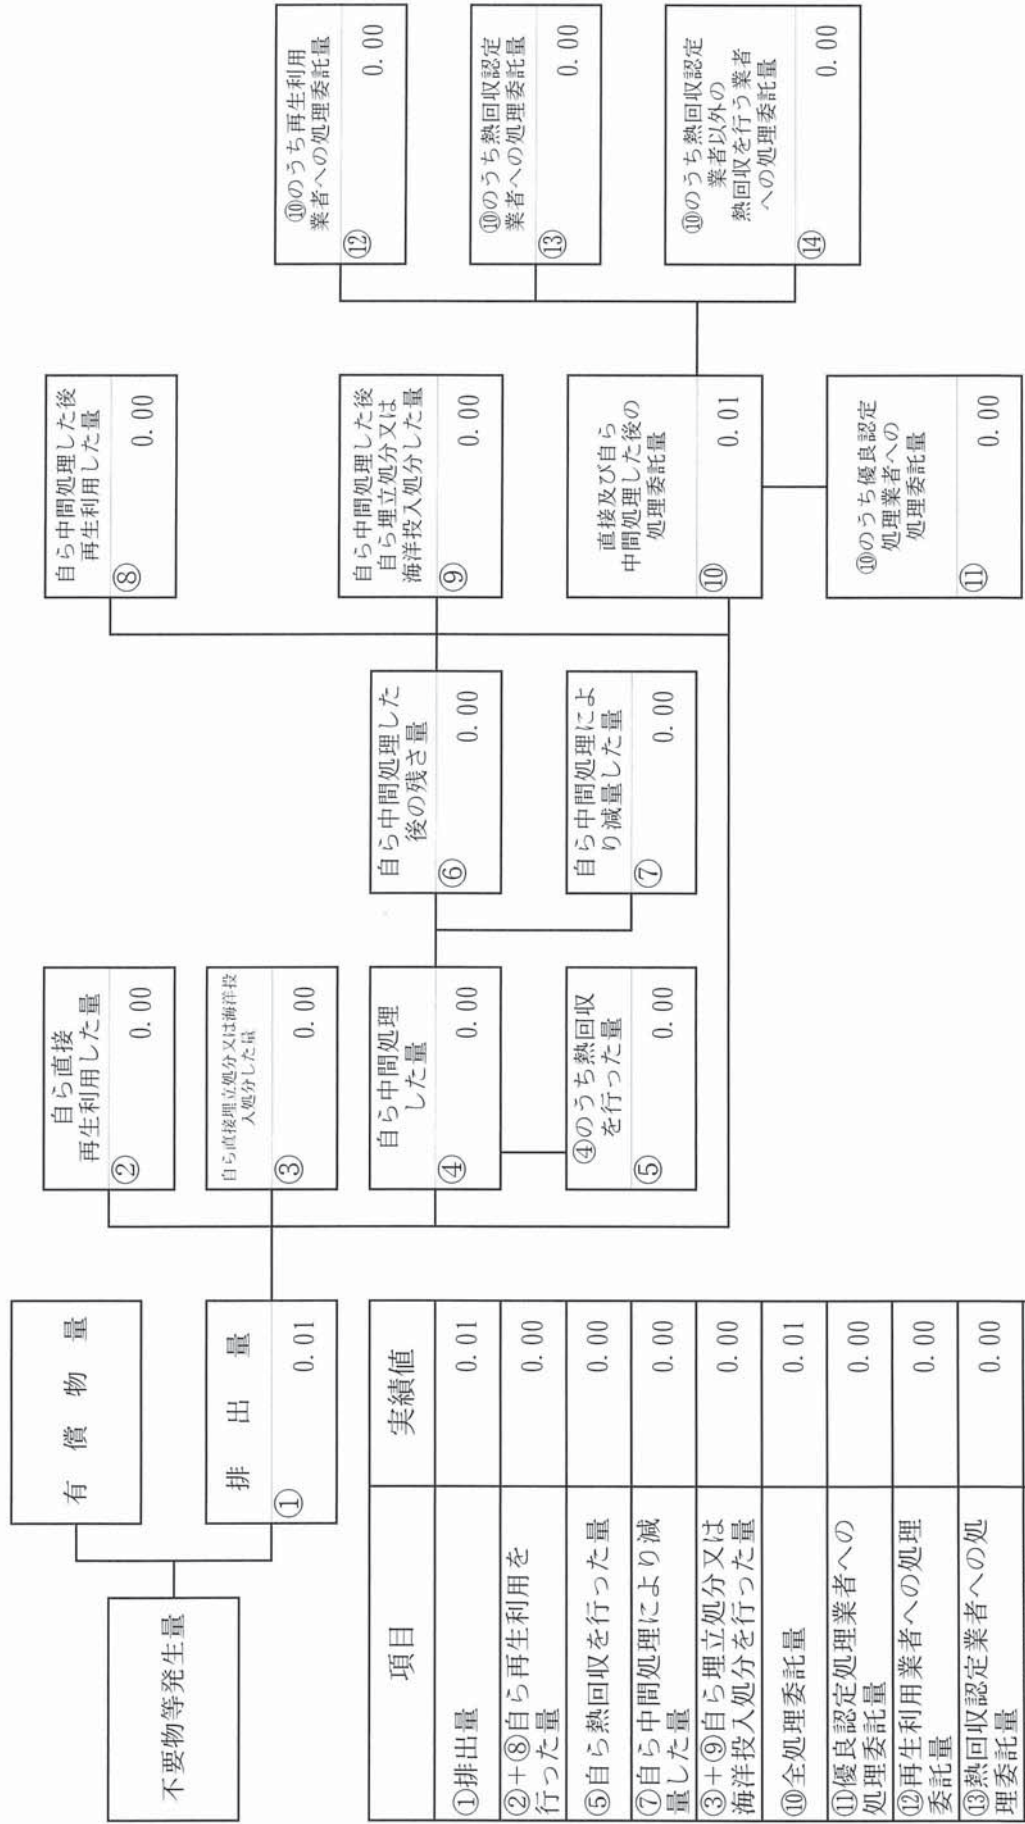 不要物等発生量
有 償 物 量
排 出 量
① 0.01
自ら直接
再生利用した量
② 0.00
自ら直接埋立処分又は海洋投
入処分した量
③ 0.00
自ら中間処理
した量
④ 0.00
④のうち熱回収
を行った量
⑤ 0.00
自ら中間処理した
後の残さ量
⑥ 0.00
自ら中間処理によ
り減量した量
⑦ 0.00
自ら中間処理した後
再生利用した量
⑧ 0.00
自ら中間処理した後
自ら埋立処分又は
海洋投入処分した量
⑨ 0.00
直接及び自ら
中間処理した後の
処理委託量
⑩ 0.01
⑩のうち優良認定
処理業者への
処理委託量
⑪ 0.00
⑩のうち再生利用
業者への処理委託量
⑫ 0.00
⑩のうち熱回収認定
業者への処理委託量
⑬ 0.00
⑩のうち熱回収認定
業者以外の
熱回収を行う業者
への処理委託量
⑭ 0.00
項目 実績値
①排出量 0.01
②+⑧自ら再生利用を
行った量 0.00
⑤自ら熱回収を行った量 0.00
⑦自ら中間処理により減
量した量 0.00
③+⑨自ら埋立処分又は
海洋投入処分を行った量 0.00
⑩全処理委託量 0.01
⑪優良認定処理業者への
処理委託量 0.00
⑫再生利用業者への処理
委託量 0.00
⑬熱回収認定業者への処
理委託量 0.00